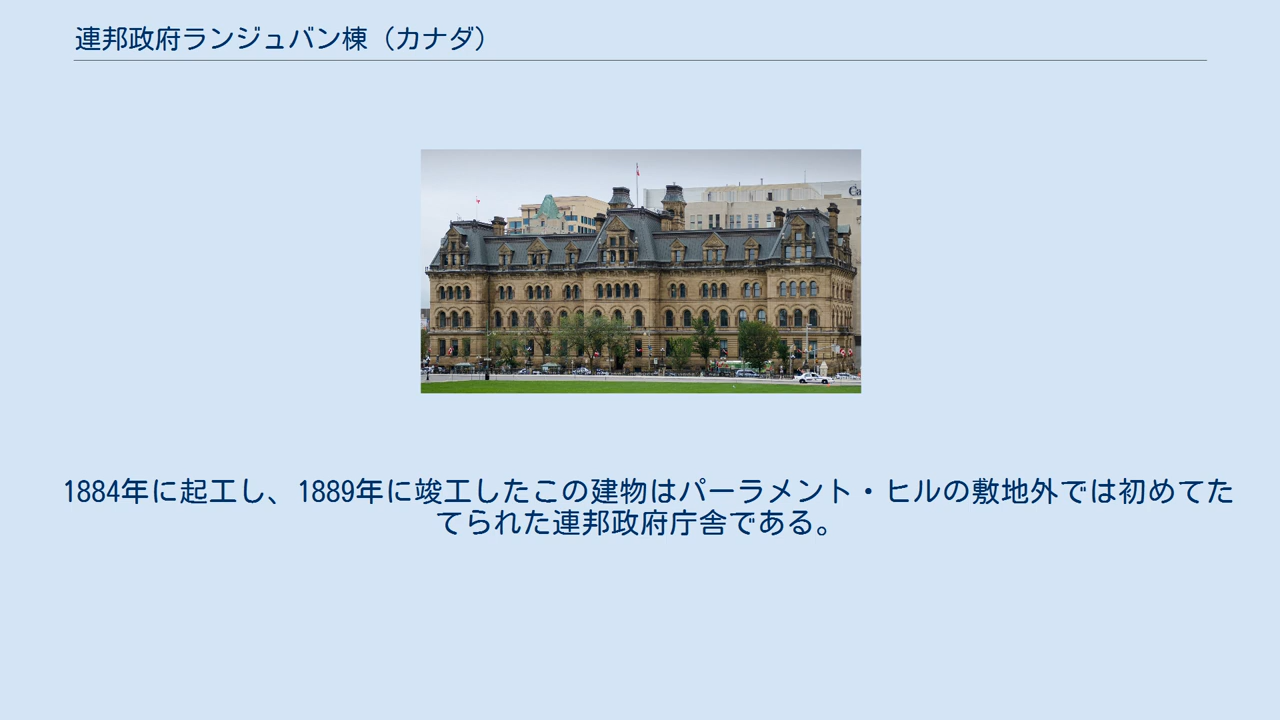 連邦政府ランジュバン棟（カナダ）
1884年に起工し、1889年に竣工したこの建物はパーラメント・ヒルの敷地外では初めてた
てられた連邦政府庁舎である。